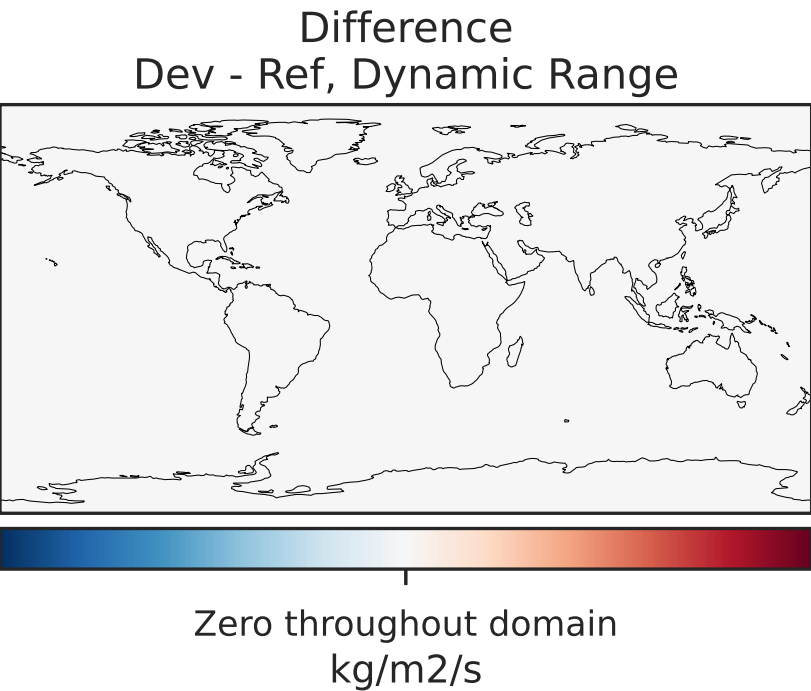 Difference
Dev - Ref, Dynamic Range
Zero throughout domain
kg/m2/s